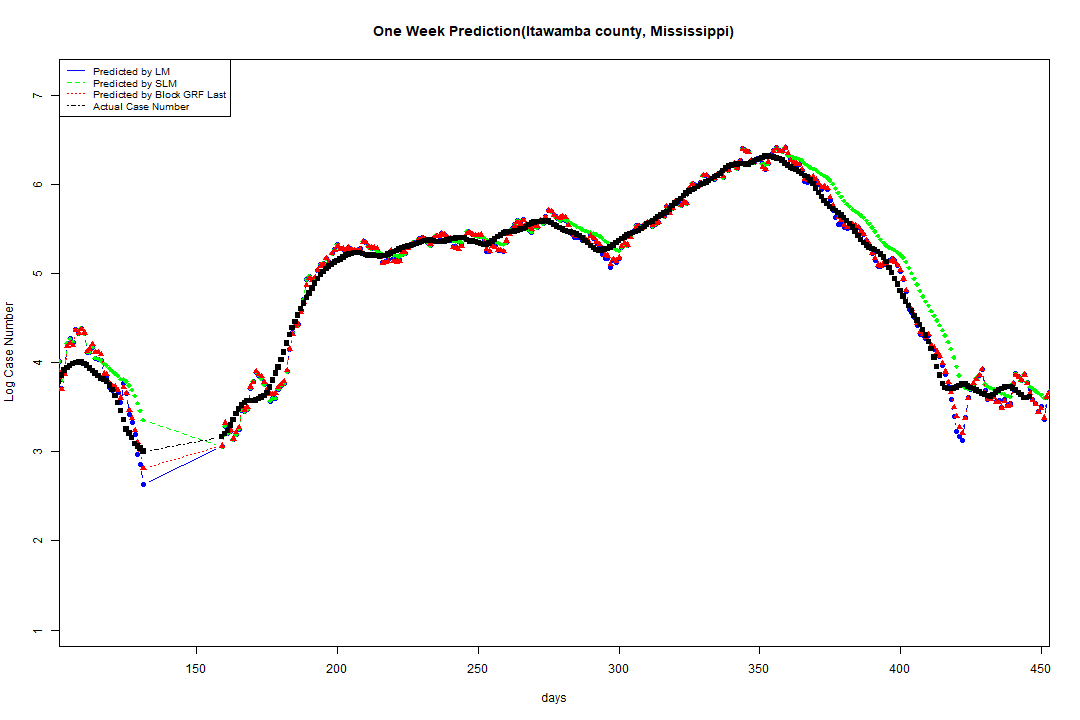 One Week Prediction(Itawamba county, Mississippi)
Predicted by LM
Predicted by SLM
Predicted by Block GRF Last
Actual Case Number
7
6
5
4
3
2
1
Log Case Number
150 200 250 300 350 400 450
days